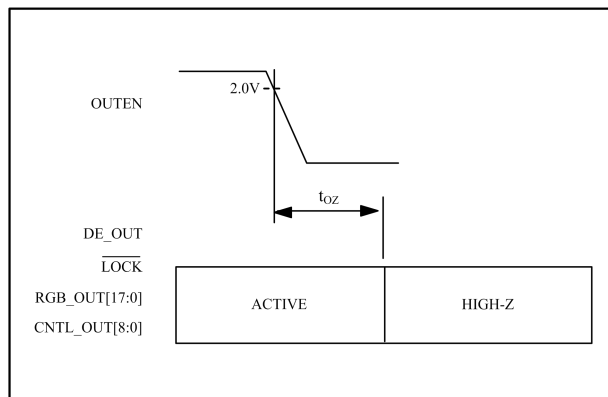 2.0V
OUTEN
tOZ
DE_OUT
LOCK
RGB_OUT[17:0]
ACTIVE
HIGH-Z
CNTL_OUT[8:0]